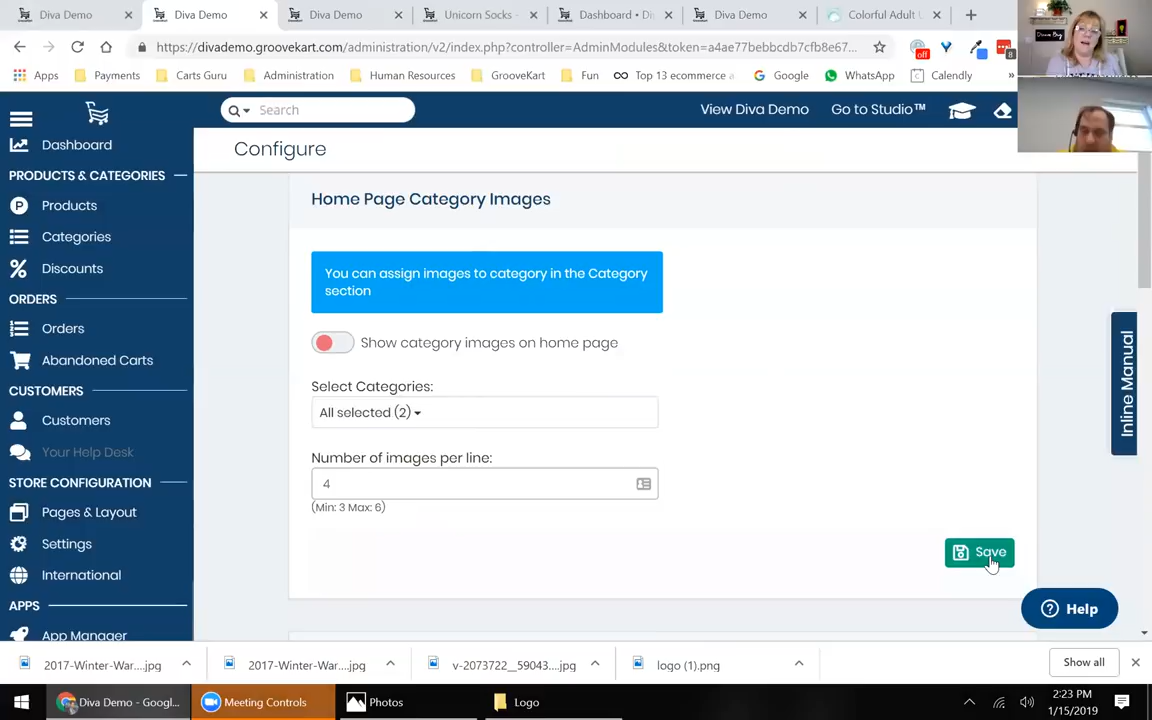 Diva Demo
Diva Demo
Diva Demo
Unicorn Socks -
Dashboard • Di
Diva Demo
Colorful Adult U
https://divademo.groovekart.com/administration/v2/index.php?controller=AdminModules&token=a4ae77bebbcdb7cfb8e67...
off
8
Apps
Payments
Carts Guru
Administration
Human Resources
GrooveKart
Fun
Top 13 ecommerce a
Google
WhatsApp
Calendly
»
Search
View Diva Demo
Go to Studio™
Configure
Dashboard
PRODUCTS & CATEGORIES
Products
Categories
Discounts
ORDERS
Orders
Abandoned Carts
CUSTOMERS
Customers
Your Help Desk
STORE CONFIGURATION
Pages & Layout
Settings
International
APPS
App Manager
Home Page Category Images
You can assign images to category in the Category
section
Show category images on home page
Select Categories:
All selected (2)
Number of images per line:
4
(Min: 3 Max: 6)
Save
Inline Manual
Help
2017-Winter-War....jpg
2017-Winter-War....jpg
v-2073722__59043....jpg
logo (1).png
Show all
Diva Demo - Googl...
Meeting Controls
Photos
Logo
2:23 PM
1/15/2019